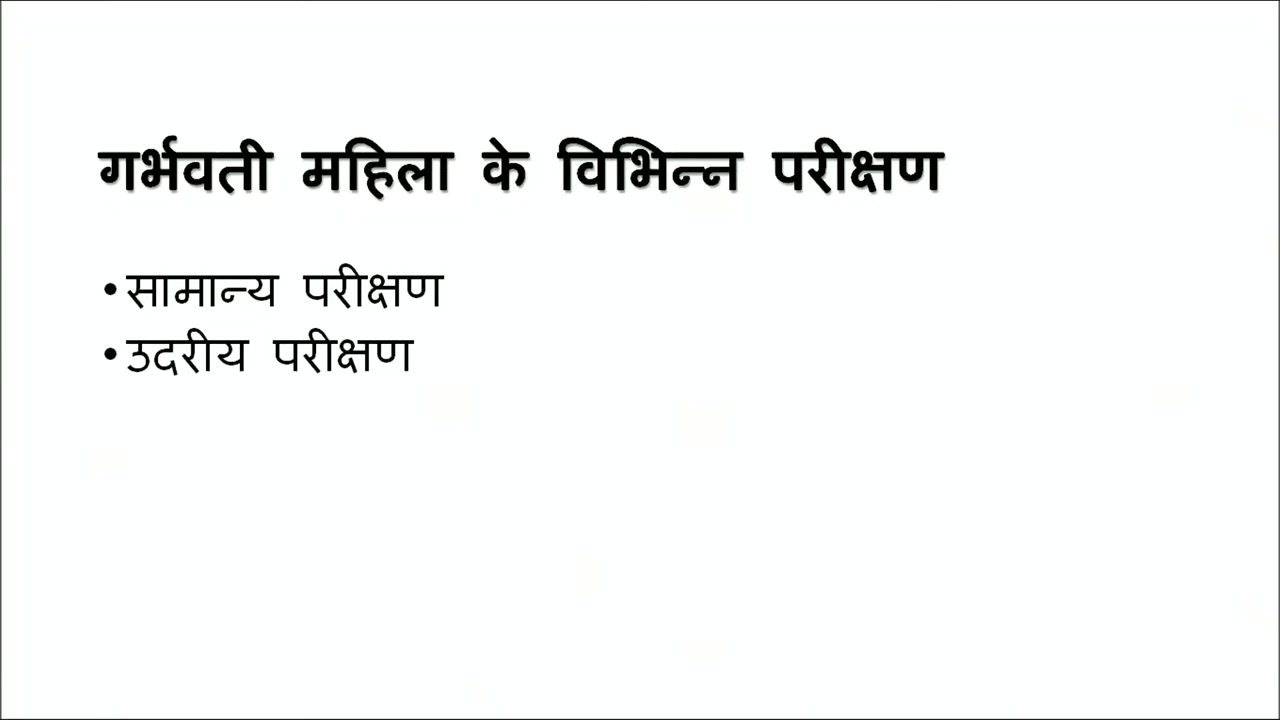 गर्भवती महिला के विभिन्न परीक्षण
•सामान्य परीक्षण
•उदरीय परीक्षण